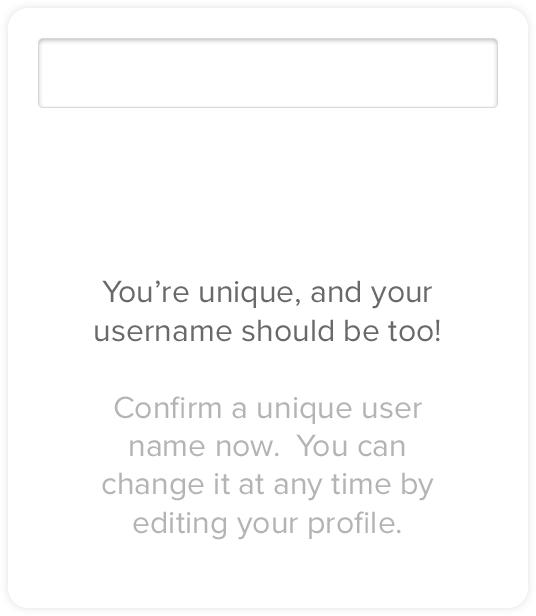 You’re unique, and your
username should be too!
Confirm a unique user
name now.  You can
change it at any time by
editing your profile.